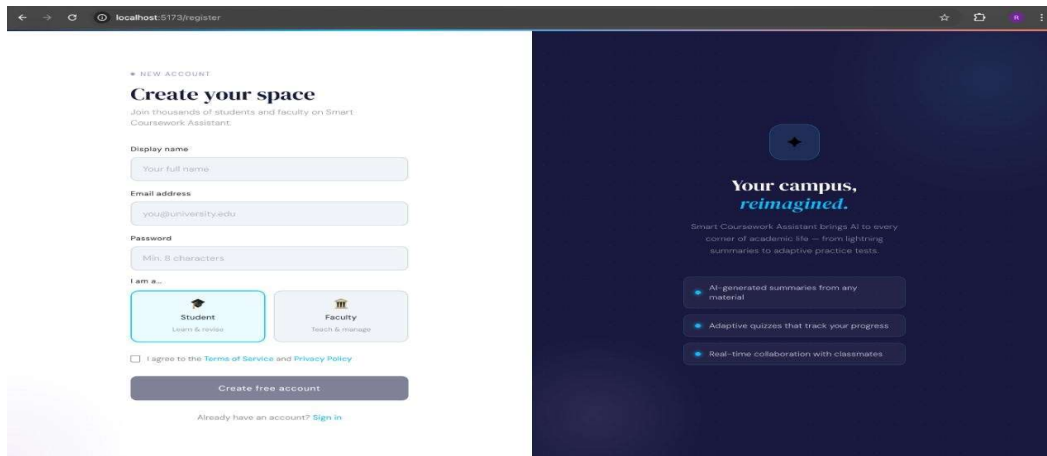 localhost:5173/register
R
NEW ACCOUNT
Create your space
Join thousands of students and faculty on Smart
Coursework Assistant.
Display name
Your full name
Email address
you@university.edu
Password
Min. 8 characters
I am a...
Student
Learn & revise
Faculty
Teach & manage
I agree to the Terms of Service and Privacy Policy
Create free account
Already have an account? Sign in
Your campus,
reimagined.
Smart Coursework Assistant brings AI to every
corner of academic life — from lightning
summaries to adaptive practice tests.
AI-generated summaries from any
material
Adaptive quizzes that track your progress
Real-time collaboration with classmates